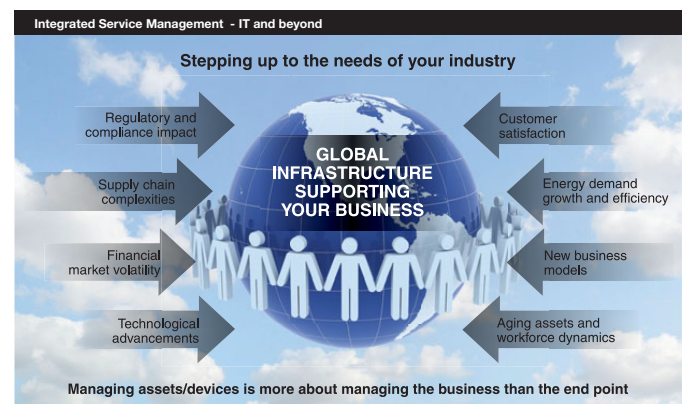 Integrated Service Management - IT and beyond
Stepping up to the needs of your industry
Regulatory and
compliance impact
Supply chain
complexities
Financial
market volatility
Technological
advancements
GLOBAL
INFRASTRUCTURE
SUPPORTING
YOUR BUSINESS
Customer
satisfaction
Energy demand
growth and efficiency
New business
models
Aging assets and
workforce dynamics
Managing assets/devices is more about managing the business than the end point